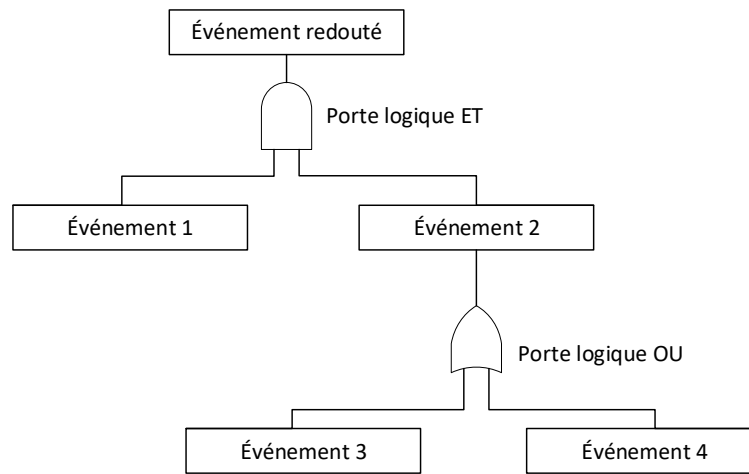 Événement redouté
Porte logique ET
Événement 1
Événement 2
Porte logique OU
Événement 3
Événement 4